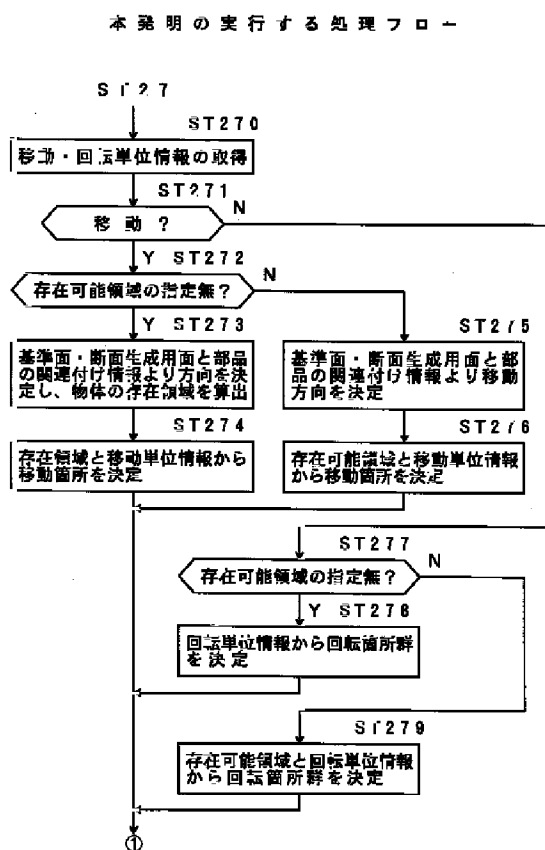 本発明の実行する処理フロー
ST27
ST270
移動・回転単位情報の取得
ST271
移動?
N
Y ST272
存在可能領域の指定無?
N
Y ST273
基準面・断面生成用面と部品
の関連付け情報より方向を決
定し、物体の存在領域を算出
ST274
存在領域と移動単位情報から
移動箇所を決定
ST275
基準面・断面生成用面と部
品の関連付け情報より移動
方向を決定
ST276
存在可能領域と移動単位情報
から移動箇所を決定
ST277
存在可能領域の指定無?
N
Y ST278
回転単位情報から回転箇所群
を決定
ST279
存在可能領域と回転単位情報
から回転箇所群を決定
①